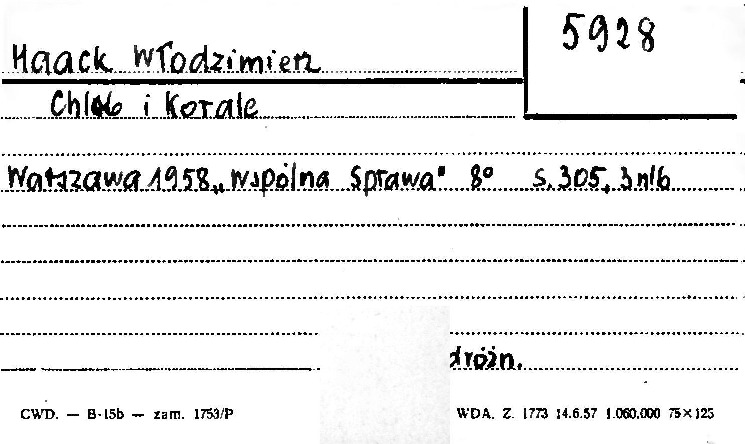 5928
Haack Włodzimierz
Chleb i Korale
Warszawa 1958 „Wspólna Sprawa" 8° s. 305, 3 nlb
dróżn.
CWD. — B-15b — zam. 1753/P
WDA. Z. 1773 14.6.57 1.060.000 75×125